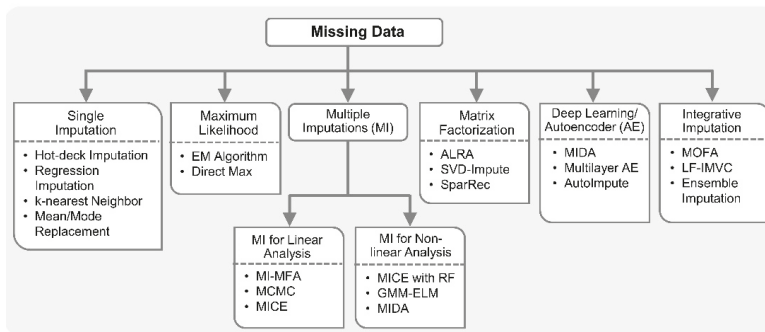 Missing Data
Single
Imputation
• Hot-deck Imputation
• Regression
Imputation
• k-nearest Neighbor
• Mean/Mode
Replacement
Maximum
Likelihood
• EM Algorithm
• Direct Max
Multiple
Imputations (MI)
Matrix
Factorization
• ALRA
• SVD-Impute
• SparRec
Deep Learning/
Autoencoder (AE)
• MIDA
• Multilayer AE
• AutoImpute
Integrative
Imputation
• MOFA
• LF-IMVC
• Ensemble
Imputation
MI for Linear
Analysis
• MI-MFA
• MCMC
• MICE
MI for Non-
linear Analysis
• MICE with RF
• GMM-ELM
• MIDA